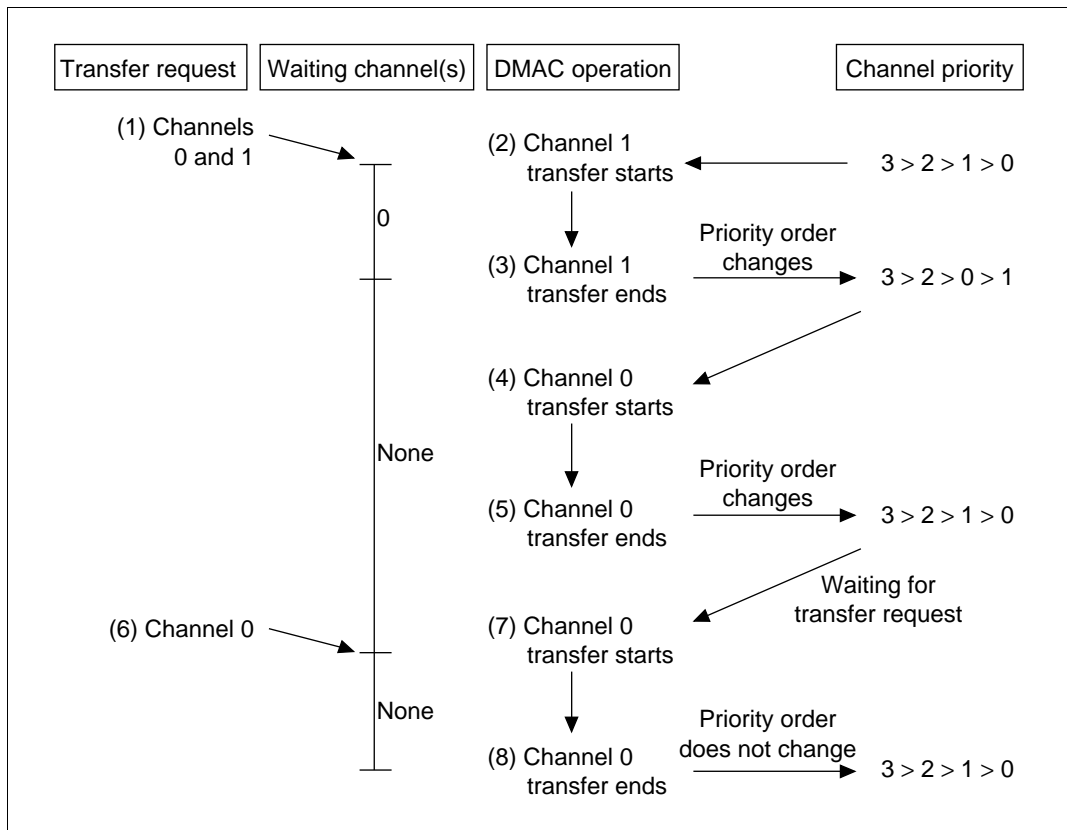 Transfer request
Waiting channel(s)
DMAC operation
Channel priority
(1) Channels
0 and 1
(2) Channel 1
transfer starts
3 > 2 > 1 > 0
0
(3) Channel 1
transfer ends
Priority order
changes
3 > 2 > 0 > 1
(4) Channel 0
transfer starts
None
(5) Channel 0
transfer ends
Priority order
changes
3 > 2 > 1 > 0
Waiting for
transfer request
(6) Channel 0
(7) Channel 0
transfer starts
None
(8) Channel 0
transfer ends
Priority order
does not change
3 > 2 > 1 > 0